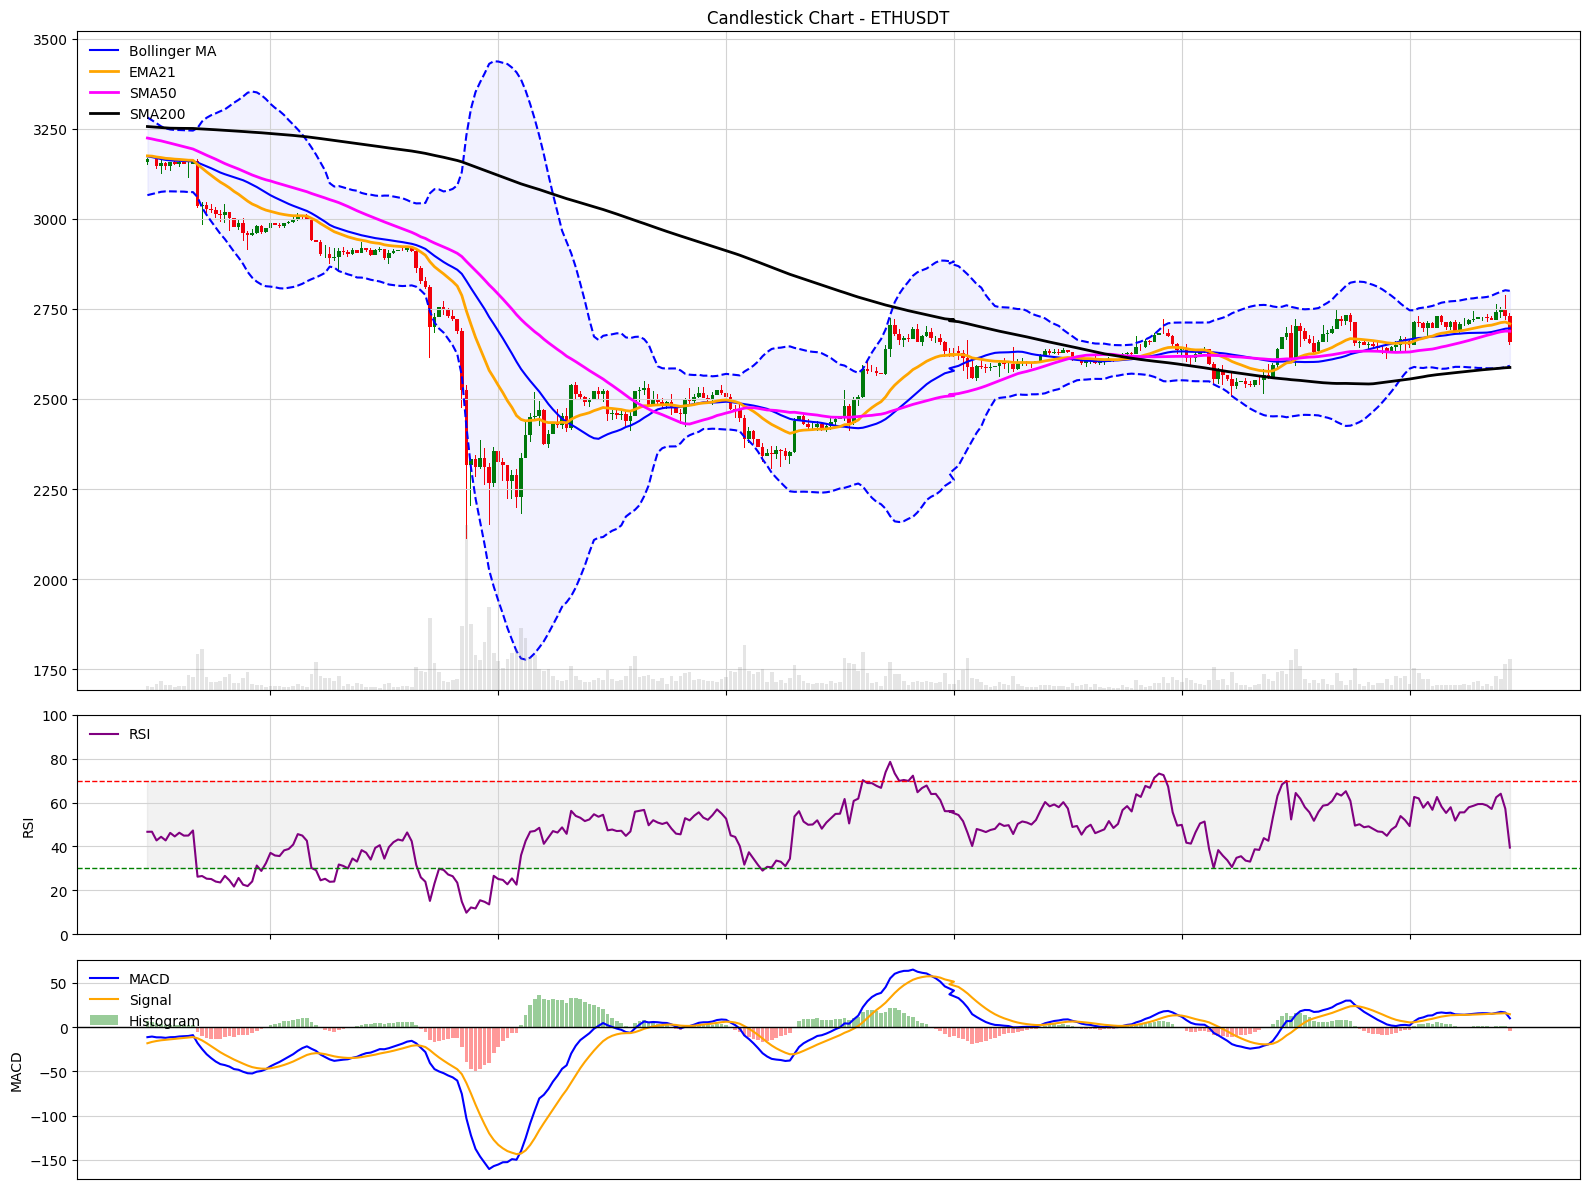 Candlestick Chart - ETHUSDT
3500
3250
3000
2750
2500
2250
2000
1750
Bollinger MA
EMA21
SMA50
SMA200
100
80
60
40
20
0
RSI
RSI
50
0
−50
−100
−150
MACD
MACD
Signal
Histogram